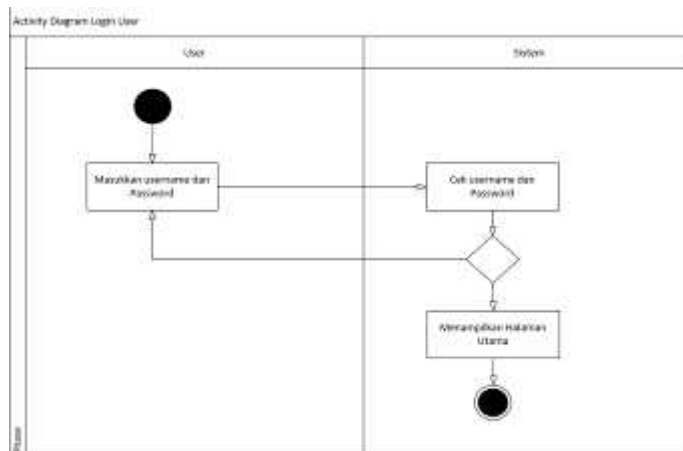 Activity Diagram Login User
User
Sistem
Masukkan username dan
Password
Cek username dan
Password
Menampilkan Halaman
Utama
Phase